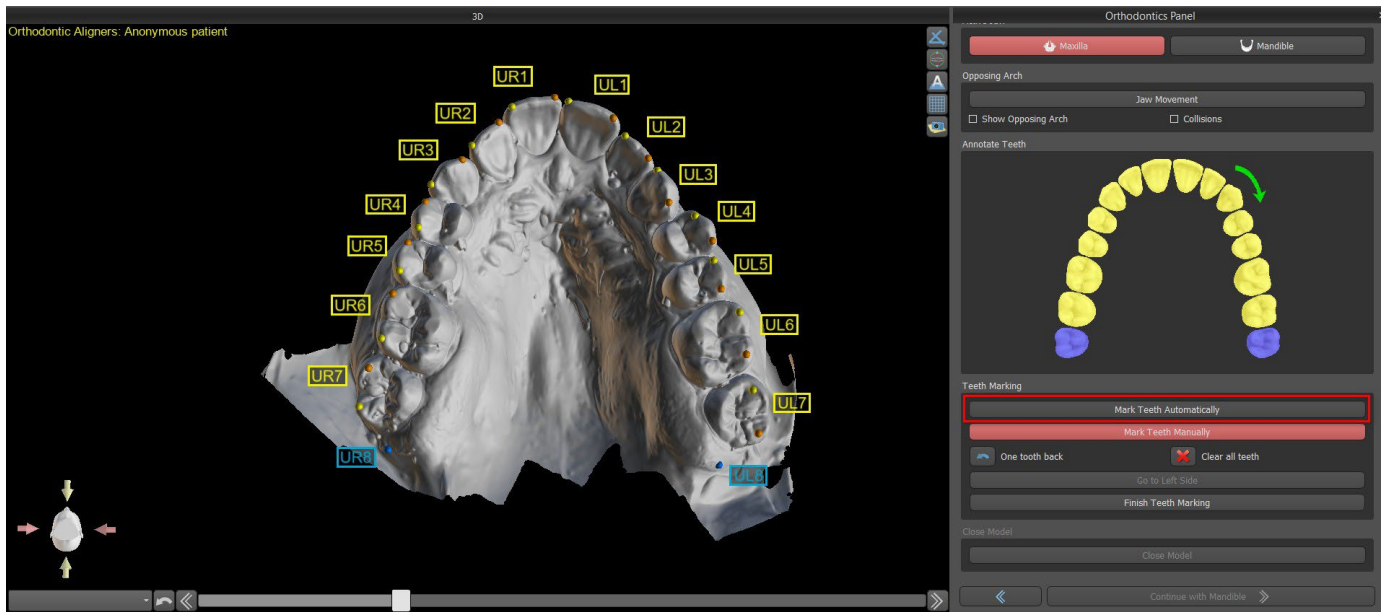 3D
Orthodontics Panel
Orthodontic Aligners: Anonymous patient
Maxilla
Mandible
Opposing Arch
Jaw Movement
Show Opposing Arch
Collisions
Annotate Teeth
UR1
UL1
UR2
UL2
UR3
UL3
UR4
UL4
UR5
UL5
UR6
UL6
UR7
UL7
UR8
UL8
Teeth Marking
Mark Teeth Automatically
Mark Teeth Manually
One tooth back
Clear all teeth
Go to Left Side
Finish Teeth Marking
Close Model
Close Model
Continue with Mandible